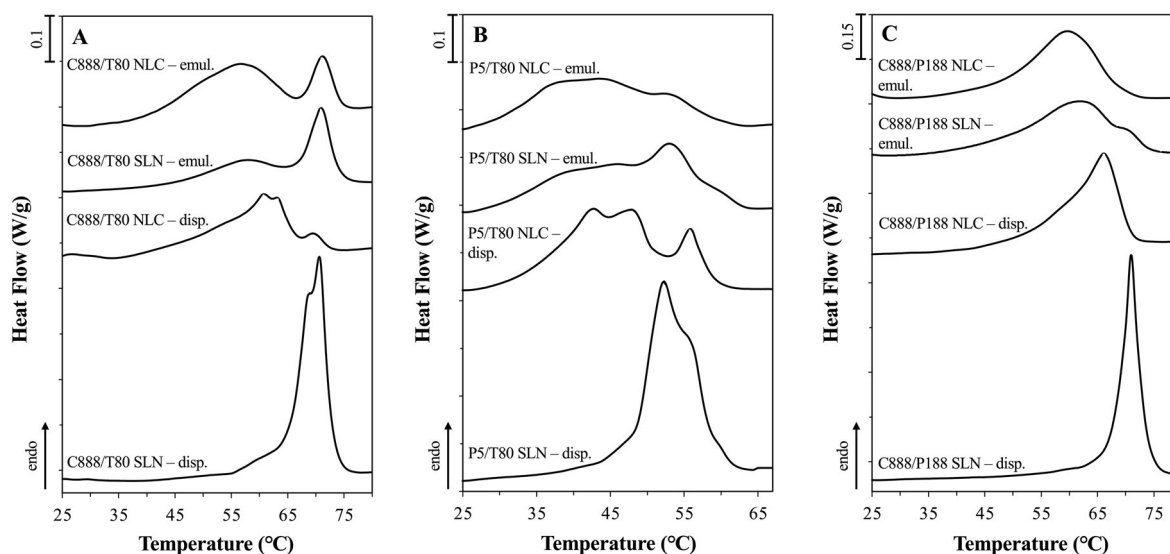 0.1
A
C888/T80 NLC – emul.
C888/T80 SLN – emul.
C888/T80 NLC – disp.
C888/T80 SLN – disp.
Heat Flow (W/g)
endo
25 35 45 55 65 75
Temperature (℃)
0.1
B
P5/T80 NLC – emul.
P5/T80 SLN – emul.
P5/T80 NLC –
disp.
P5/T80 SLN – disp.
Heat Flow (W/g)
endo
25 35 45 55 65
Temperature (℃)
0.15
C
C888/P188 NLC –
emul.
C888/P188 SLN –
emul.
C888/P188 NLC – disp.
C888/P188 SLN – disp.
Heat Flow (W/g)
endo
25 35 45 55 65 75
Temperature (℃)